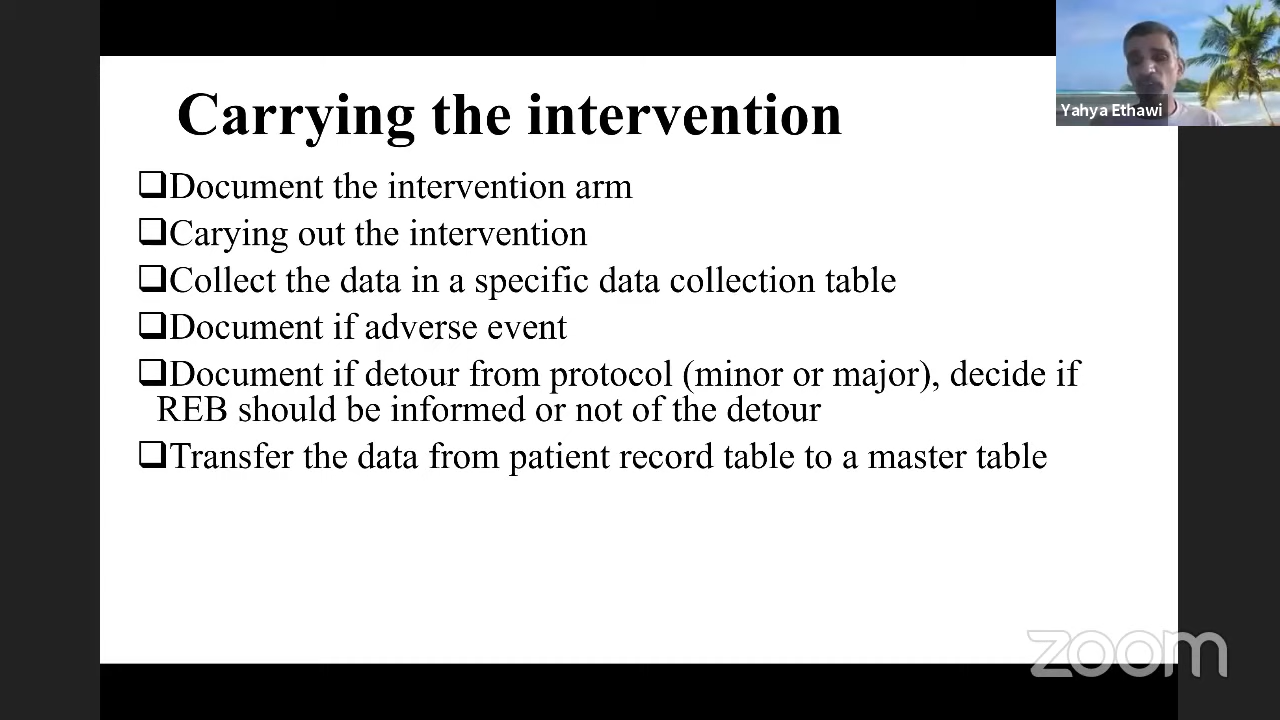 Carrying the intervention
Yahya Ethawi
❑Document the intervention arm
❑Carying out the intervention
❑Collect the data in a specific data collection table
❑Document if adverse event
❑Document if detour from protocol (minor or major), decide if
REB should be informed or not of the detour
❑Transfer the data from patient record table to a master table
zoom